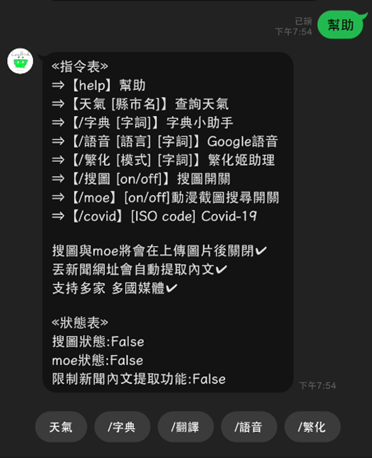 已讀
下午7:54
幫助
≪指令表≫
⇒【help】幫助
⇒【天氣 [縣市名]】查詢天氣
⇒【/字典 [字詞]】字典小助手
⇒【/語音 [語言] [字詞]】Google語音
⇒【/繁化 [模式] [字詞]】繁化姬助理
⇒【/搜圖 [on/off]】搜圖開關
⇒【/moe】[on/off]動漫截圖搜尋開關
⇒【/covid】[ISO code] Covid-19
搜圖與moe將會在上傳圖片後關閉✔
丟新聞網址會自動提取內文✔
支持多家 多國媒體✔
≪狀態表≫
搜圖狀態:False
moe狀態:False
限制新聞內文提取功能:False
下午7:54
天氣
/字典
/翻譯
/語音
/繁化